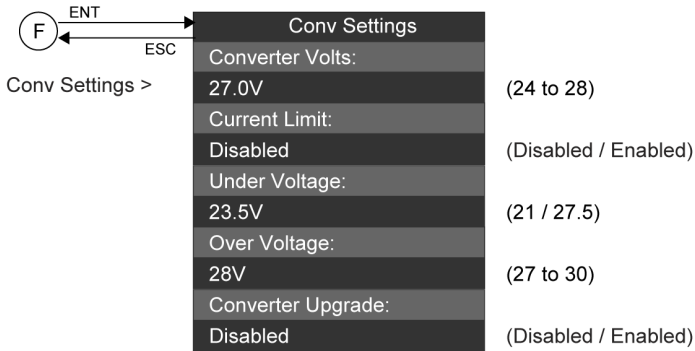 ENT
F
ESC
Conv Settings >
Conv Settings
Converter Volts:
27.0V (24 to 28)
Current Limit:
Disabled (Disabled / Enabled)
Under Voltage:
23.5V (21 / 27.5)
Over Voltage:
28V (27 to 30)
Converter Upgrade:
Disabled (Disabled / Enabled)